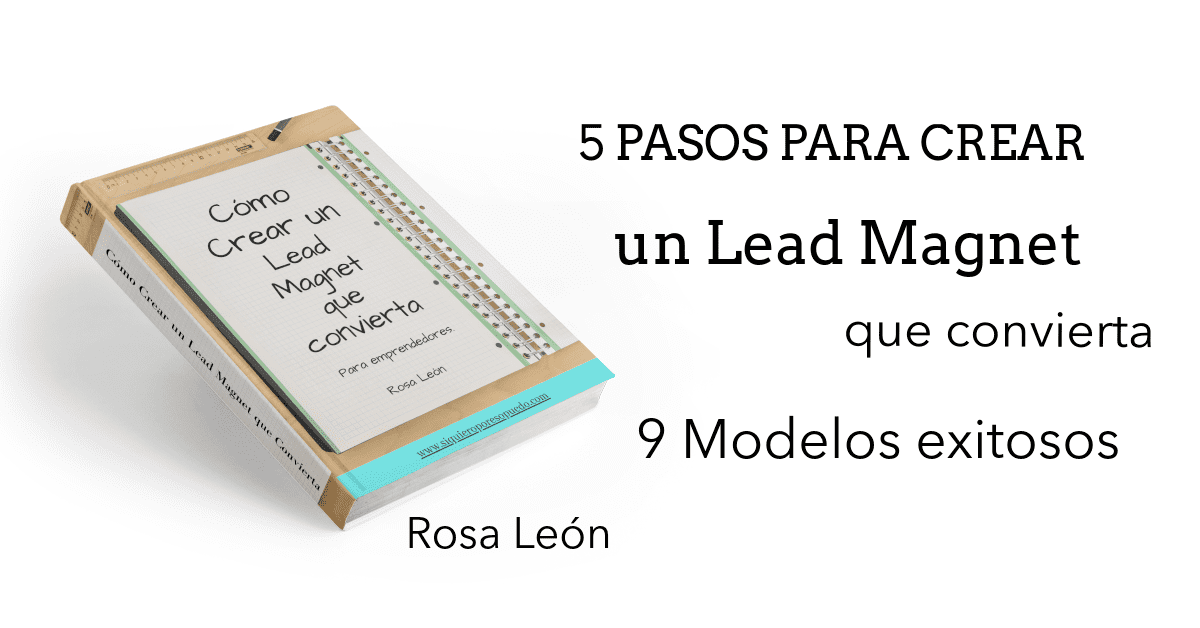 Cómo
Crear un
Lead
Magnet
que
convierta
Para emprendedores.
Rosa León
www.siquieroporesopuedo.com
Cómo Crear un Lead Magnet que Convierta
5 PASOS PARA CREAR
un Lead Magnet
que convierta
9 Modelos exitosos
Rosa León